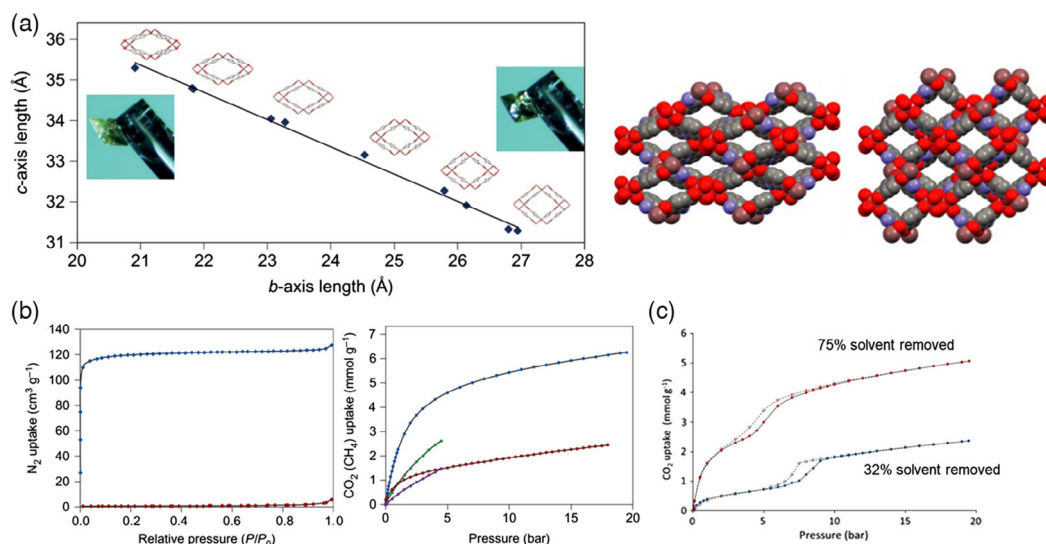 (a)
36
35
34
33
32
31
c-axis length (Å)
20 21 22 23 24 25 26 27 28
b-axis length (Å)
(b)
140
120
100
80
60
40
20
0
N2 uptake (cm3 g−1)
0.0 0.2 0.4 0.6 0.8 1.0
Relative pressure (P/P0)
7
6
5
4
3
2
1
0
CO2(CH4) uptake (mmol g−1)
0 5 10 15 20
Pressure (bar)
(c)
6
5
4
3
2
1
0
CO2 uptake (mmol g-1)
75% solvent removed
32% solvent removed
0 5 10 15 20
Pressure (bar)